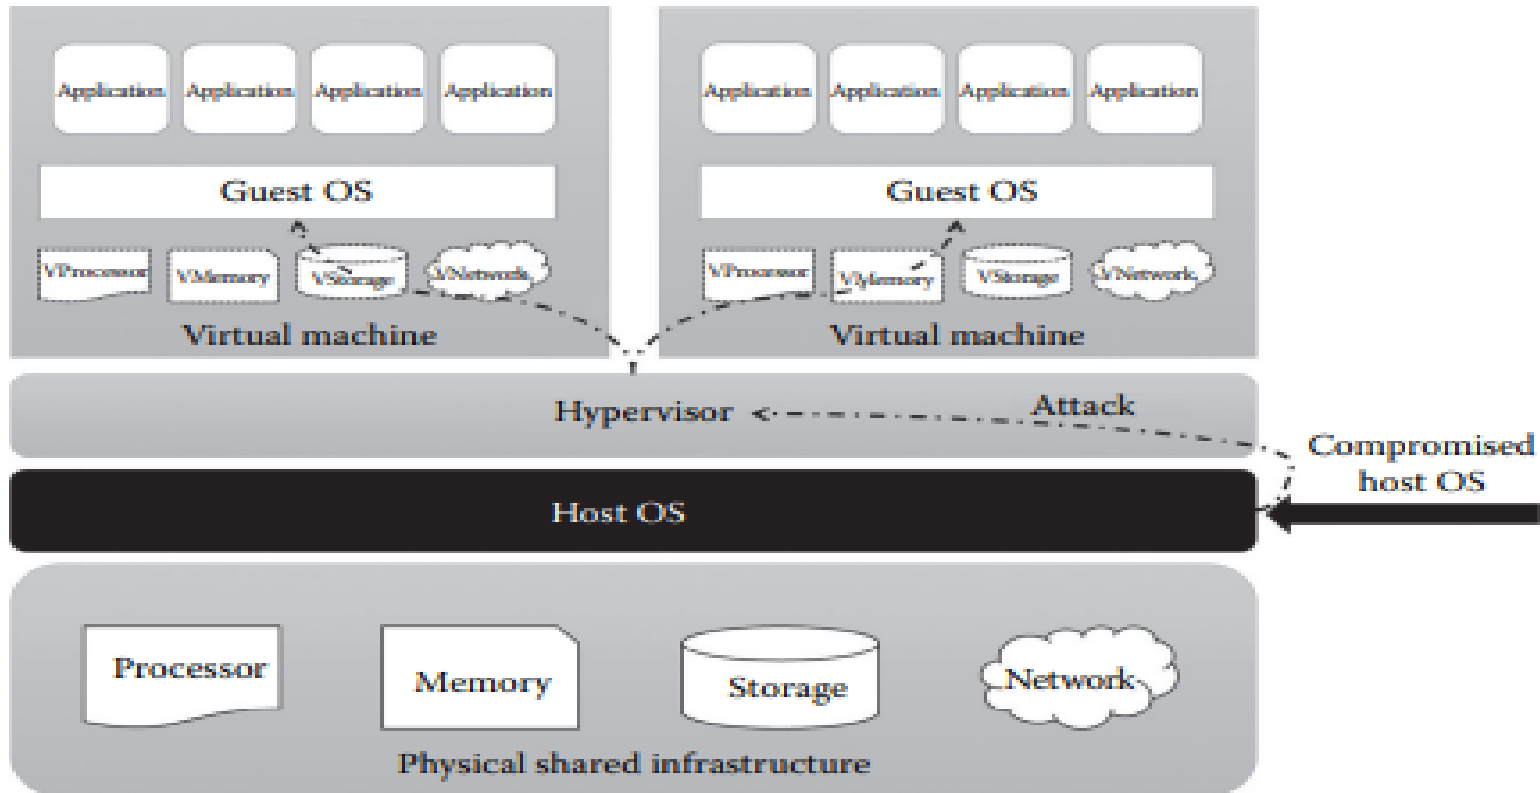 Application Application Application Application
Application Application Application Application
Guest OS
Guest OS
VProcessor VMemory VStorage VNetwork
VProcessor VMemory VStorage VNetwork
Virtual machine
Virtual machine
Hypervisor
Attack
Compromised
host OS
Host OS
Processor
Memory
Storage
Network
Physical shared infrastructure